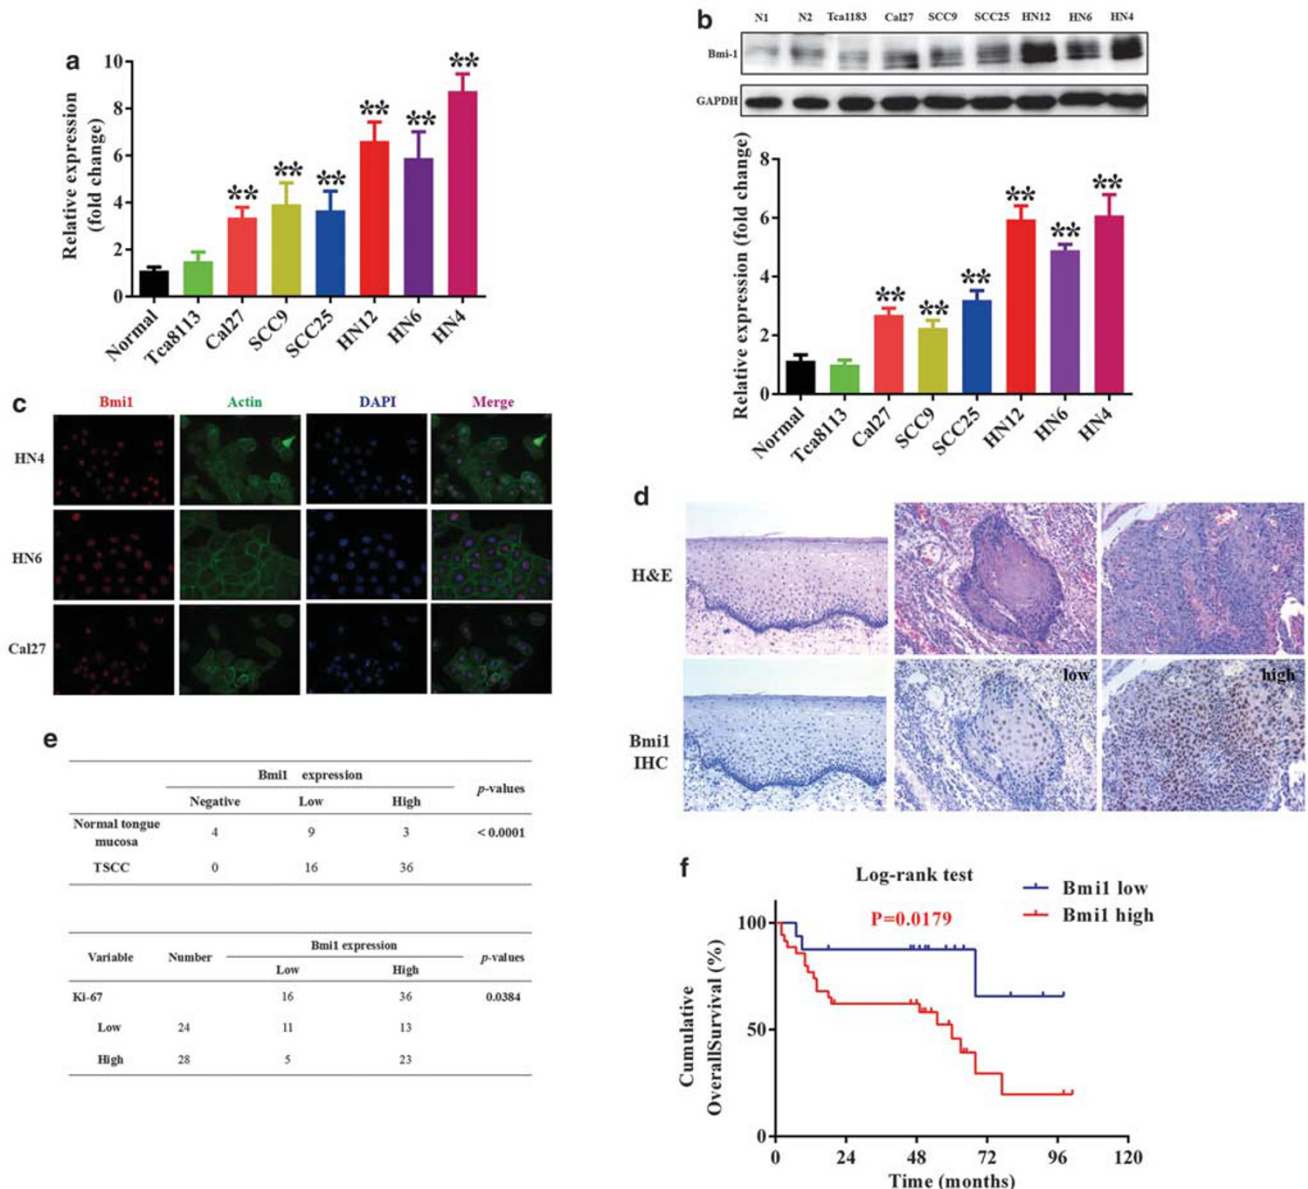 a
Relative expression
(fold change)
10
8
6
4
2
0
** ** ** ** ** **
Normal Tca8113 Cal27 SCC9 SCC25 HN12 HN6 HN4
b
N1 N2 Tca1183 Cal27 SCC9 SCC25 HN12 HN6 HN4
Bmi-1
GAPDH
Relative expression (fold change)
8
6
4
2
0
** ** ** ** ** **
Normal Tca8113 Cal27 SCC9 SCC25 HN12 HN6 HN4
c
Bmi1 Actin DAPI Merge
HN4
HN6
Cal27
d
H&E
Bmi1
IHC
low high
e
Bmi1 expression
p-values
Negative Low High
Normal tongue
mucosa
4 9 3 < 0.0001
TSCC 0 16 36
Bmi1 expression
Variable Number p-values
Low High
Ki-67 16 36 0.0384
Low 24 11 13
High 28 5 23
f
Log-rank test
P=0.0179
Bmi1 low
Bmi1 high
Cumulative
OverallSurvival (%)
100
50
0
0 24 48 72 96 120
Time (months)